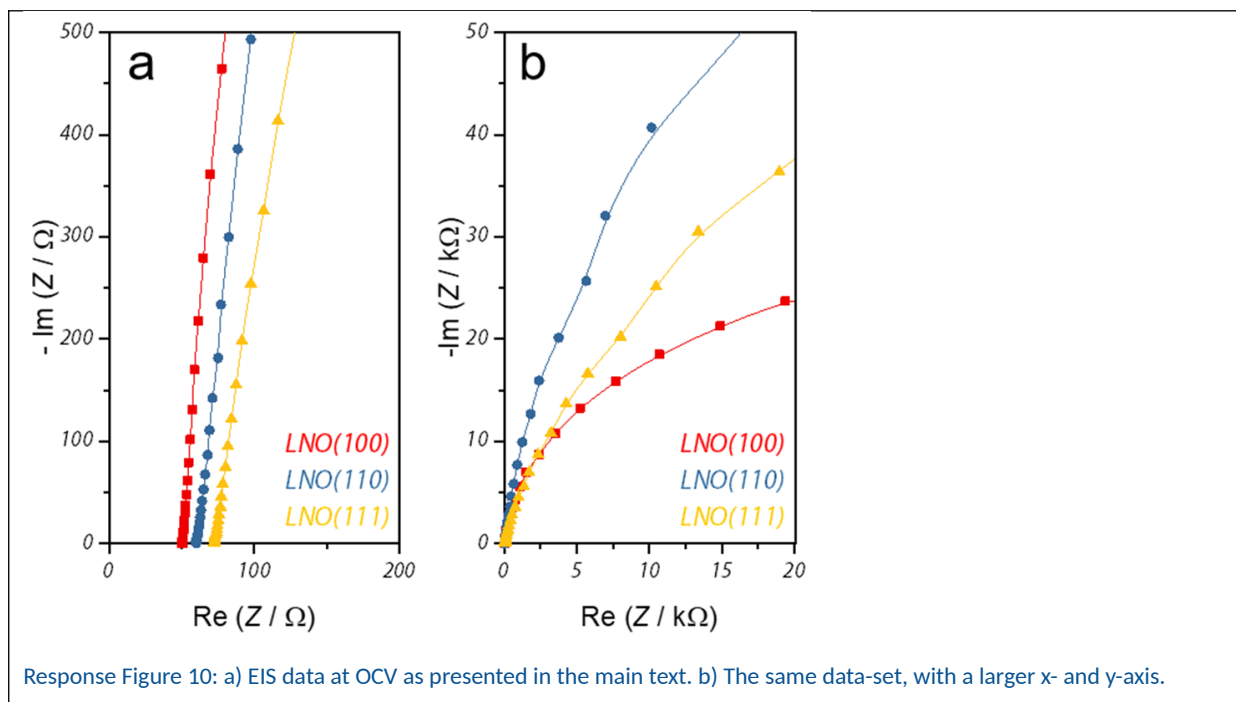 a
500
400
300
200
100
0
- Im (Z / Ω)
LNO(100)
LNO(110)
LNO(111)
0
100
200
Re (Z / Ω)
b
50
40
30
20
10
0
-Im (Z / kΩ)
LNO(100)
LNO(110)
LNO(111)
0
5
10
15
20
Re (Z / kΩ)
Response Figure 10: a) EIS data at OCV as presented in the main text. b) The same data-set, with a larger x- and y-axis.